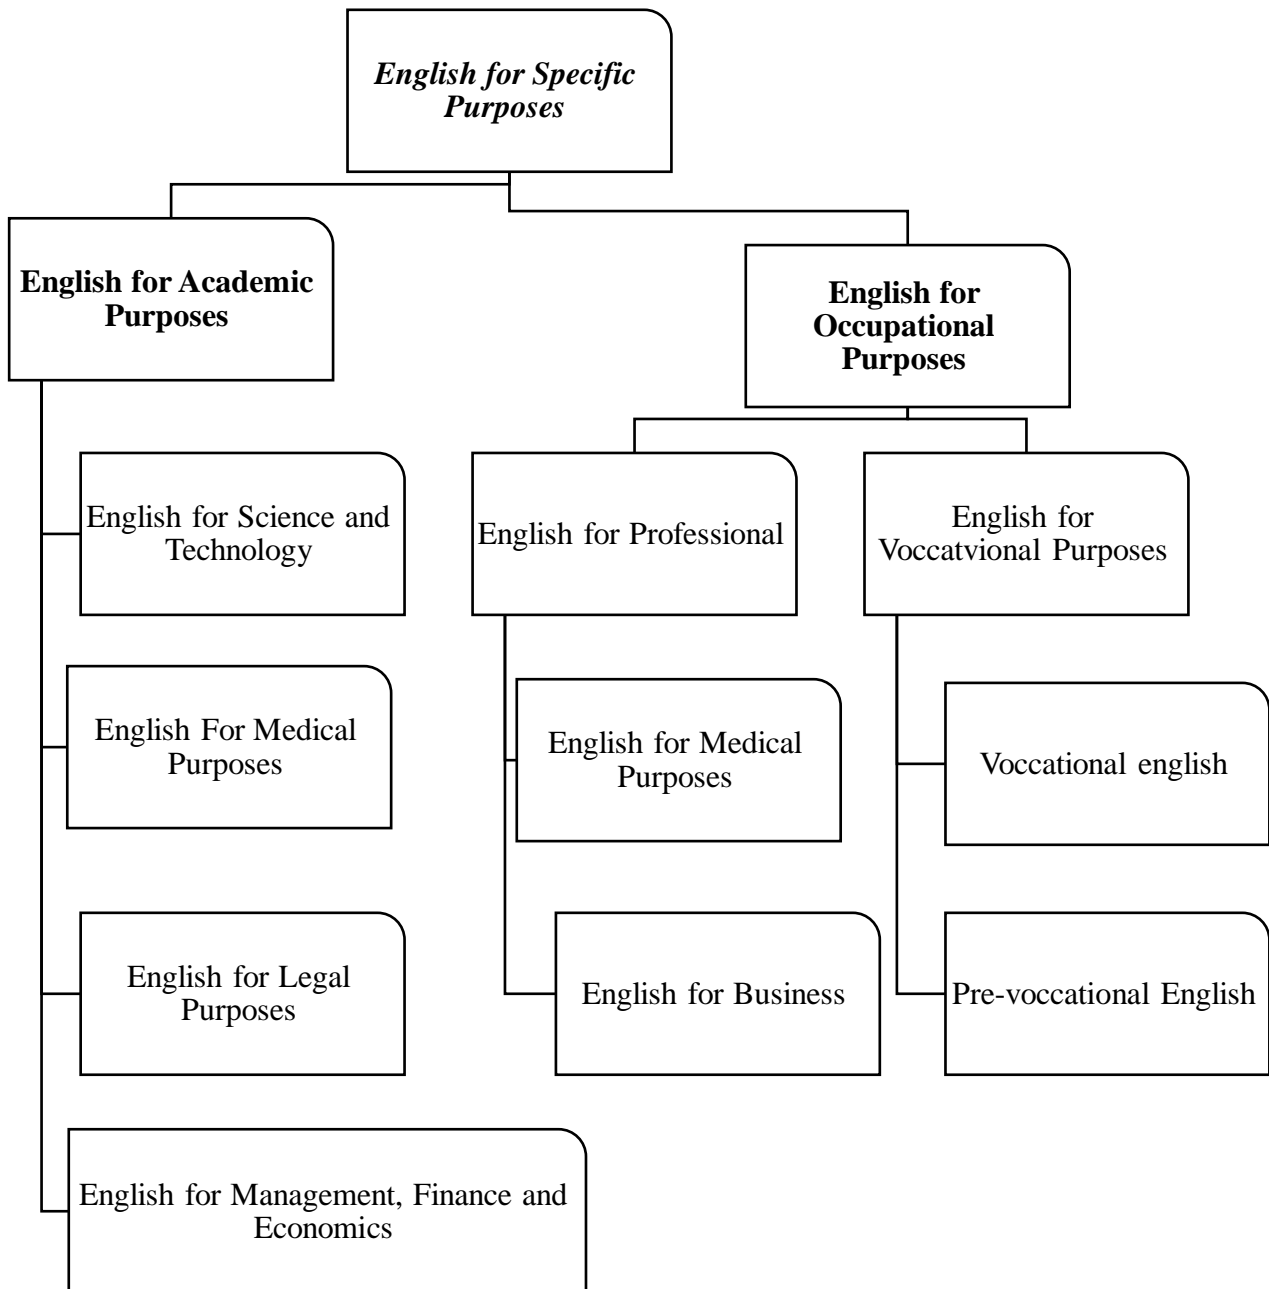 English for Specific
Purposes
English for Academic
Purposes
English for
Occupational
Purposes
English for Science and
Technology
English for Professional
English for
Voccatvional Purposes
English For Medical
Purposes
English for Medical
Purposes
Voccational english
English for Legal
Purposes
English for Business
Pre-voccational English
English for Management, Finance and
Economics